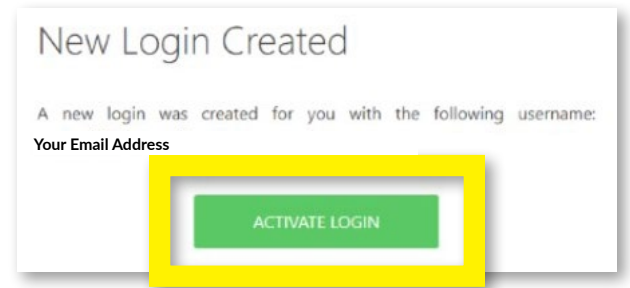 New Login Created
A new login was created for you with the following username:
Your Email Address
ACTIVATE LOGIN